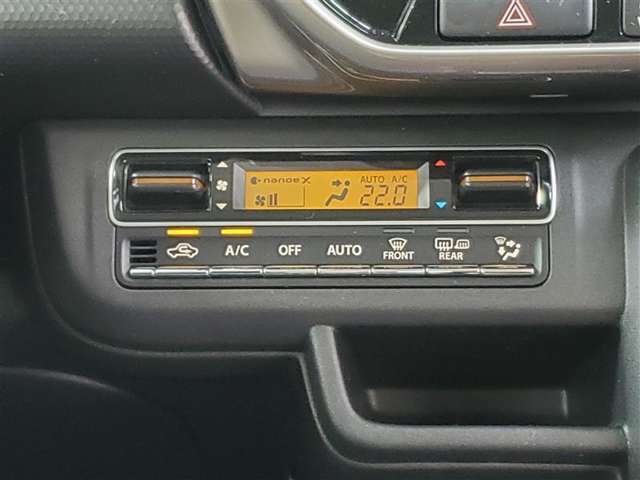 nanoe X AUTO A/C
22.0
A/C OFF AUTO FRONT REAR